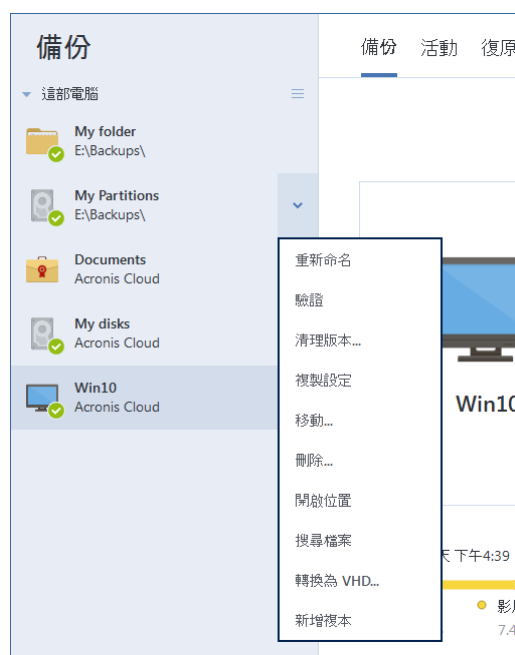 備份
備份 活動 復原
這部電腦
My folder
E:\Backups\
My Partitions
E:\Backups\
Documents
Acronis Cloud
My disks
Acronis Cloud
Win10
Acronis Cloud
重新命名
驗證
清理版本...
複製設定
移動...
刪除...
開啟位置
搜尋檔案
轉換為 VHD...
新增複本
Win10
天 下午4:39
7.4